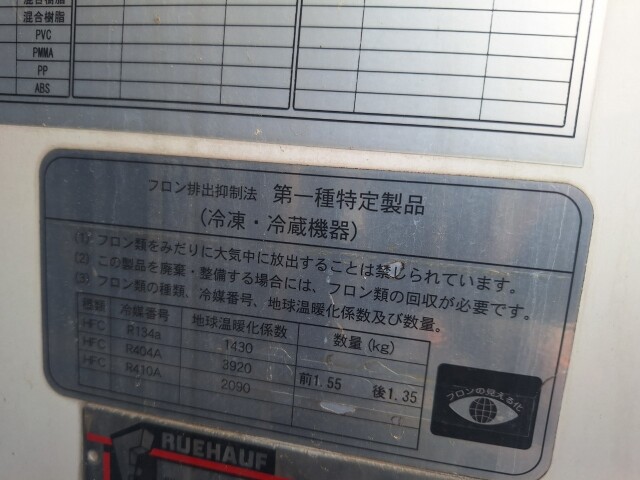 混合樹脂
混合樹脂
PVC
PMMA
PP
ABS
フロン排出抑制法 第一種特定製品
(冷凍・冷蔵機器)
(1) フロン類をみだりに大気中に放出することは禁じられています。
(2) この製品を廃棄・整備する場合には、フロン類の回収が必要です。
(3) フロン類の種類、冷媒番号、地球温暖化係数及び数量。
種類 冷媒番号 地球温暖化係数 数量(kg)
HFC R134a 1430
HFC R404A 3920 前1.55 後1.35
HFC R410A 2090
フロンの見える化
RUEHAUF